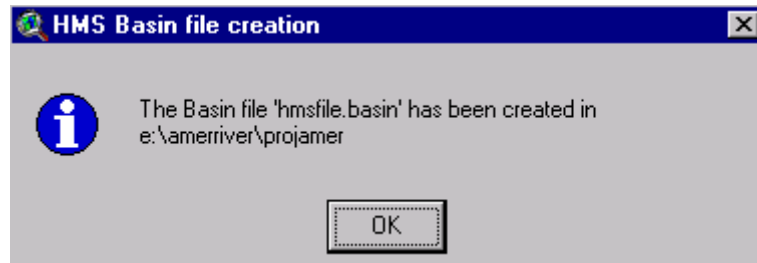 HMS Basin file creation
The Basin file 'hmsfile.basin' has been created in
e:\amerriver\projamer
OK